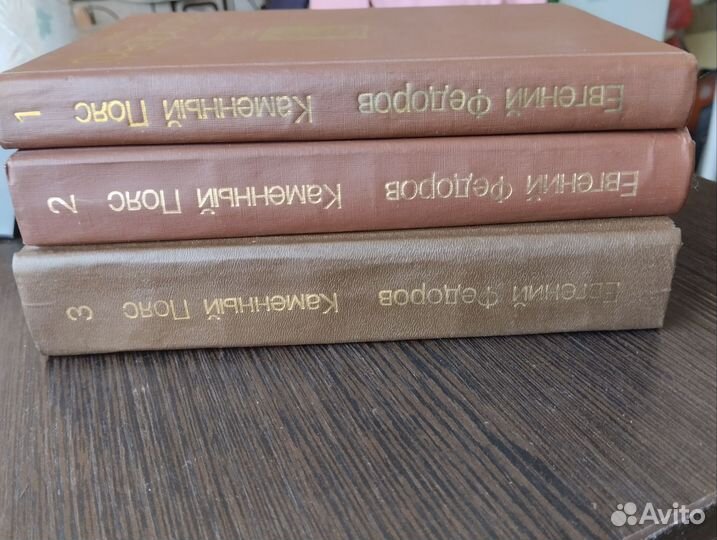 Евгений Федоров Каменный Пояс 1
Евгений Федоров Каменный Пояс 2
Евгений Федоров Каменный Пояс 3
Avito